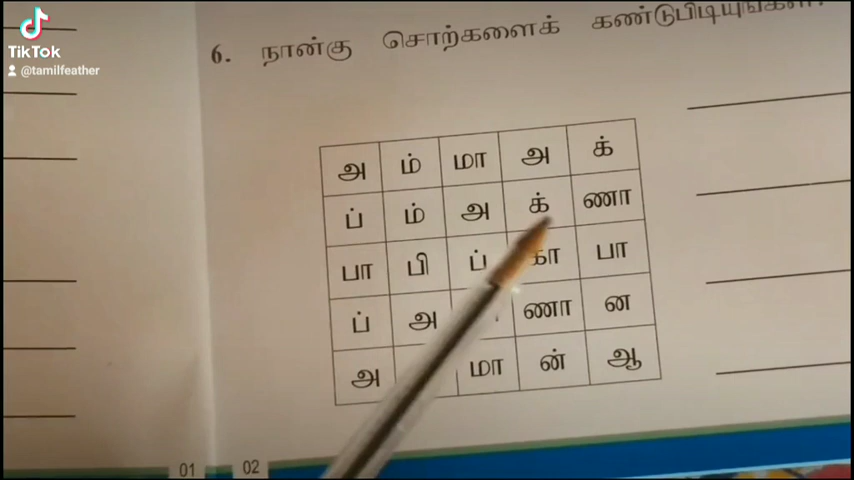 TikTok
@tamilfeather
6. நான்கு சொற்களைக் கண்டுபிடியுங்கள்.
அ ம் மா அ க்
ப் ம் அ க் ணா
பா பி ப் கா பா
ப் அ ணா ன
அ மா ன் ஆ
01 02